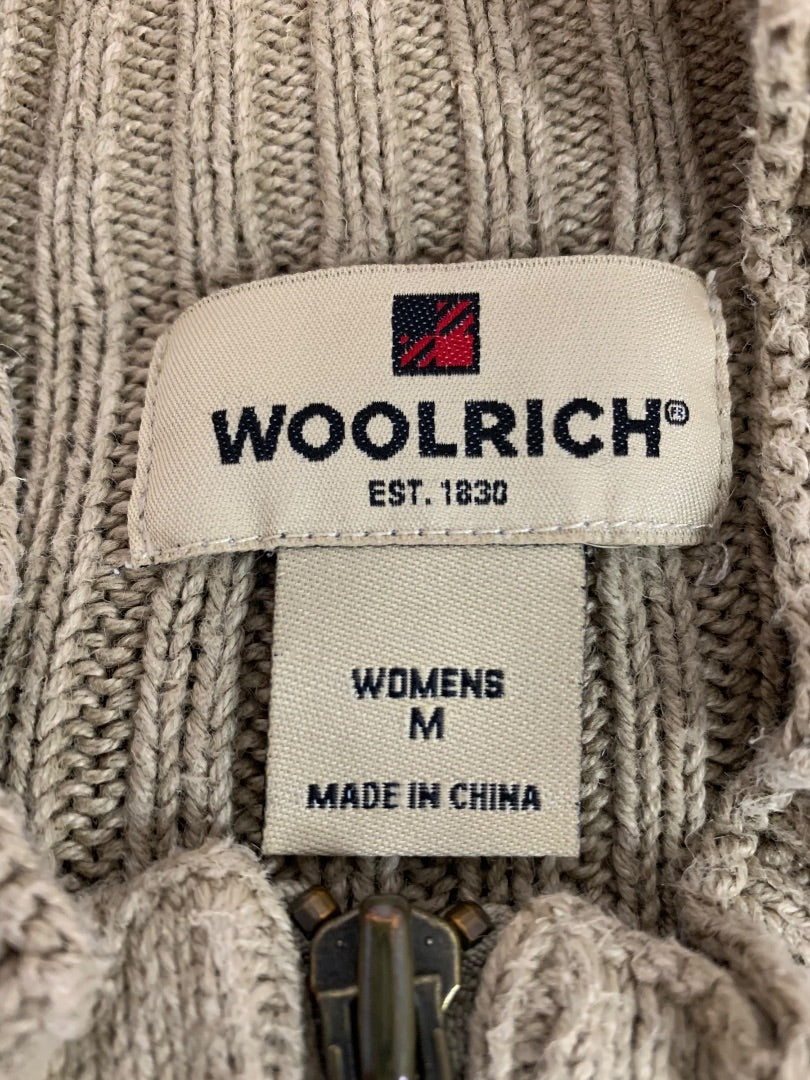 WOOLRICH®
EST. 1830
WOMENS
M
MADE IN CHINA